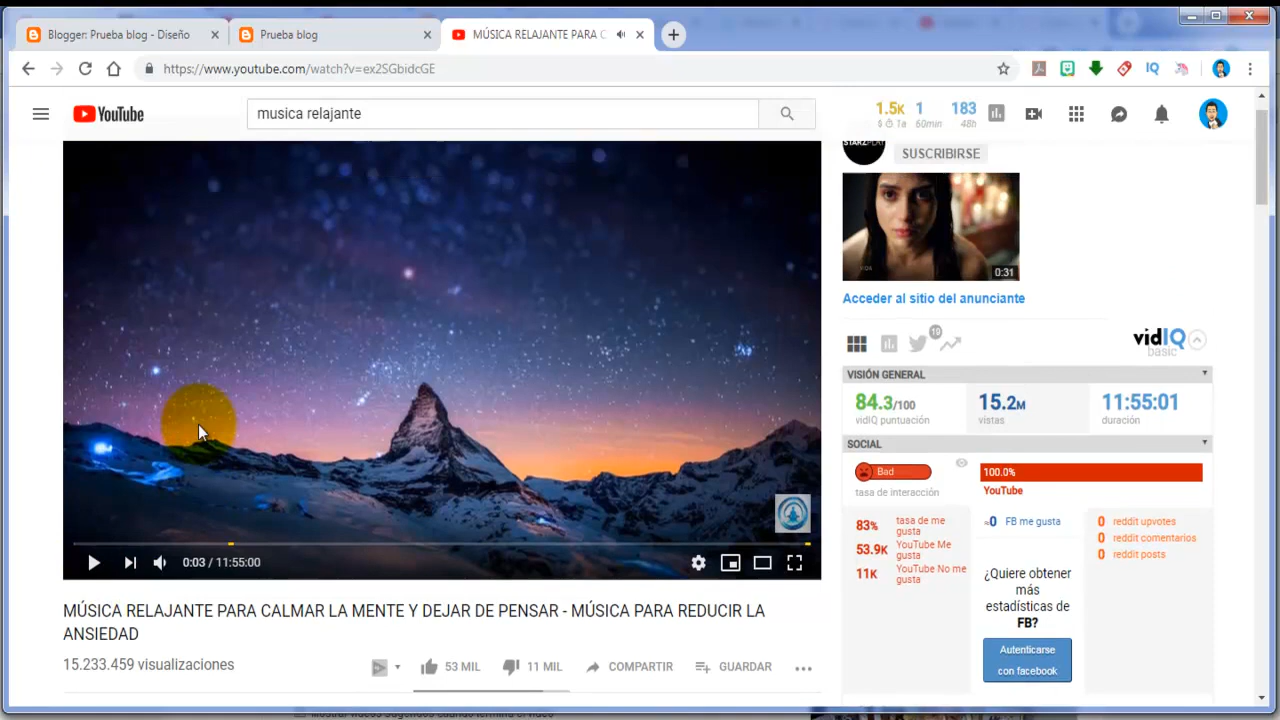 Blogger: Prueba blog - Diseño
Prueba blog
MÚSICA RELAJANTE PARA C
https://www.youtube.com/watch?v=ex2SGbidcGE
IQ
YouTube
musica relajante
1.5K 1 183
1a 60min 48h
STARZPLAY
SUSCRIBIRSE
0:31
Acceder al sitio del anunciante
10
vidIQ
basic
VISIÓN GENERAL
84.3/100 15.2M 11:55:01
vidIQ puntuación vistas duración
SOCIAL
Bad 100.0%
tasa de interacción YouTube
83% tasa de me gusta
53.9K YouTube Me gusta
11K YouTube No me gusta
≈0 FB me gusta
¿Quiere obtener
más
estadísticas de
FB?
Autenticarse
con facebook
0 reddit upvotes
0 reddit comentarios
0 reddit posts
0:03 / 11:55:00
MÚSICA RELAJANTE PARA CALMAR LA MENTE Y DEJAR DE PENSAR - MÚSICA PARA REDUCIR LA
ANSIEDAD
15.233.459 visualizaciones
53 MIL 11 MIL COMPARTIR GUARDAR